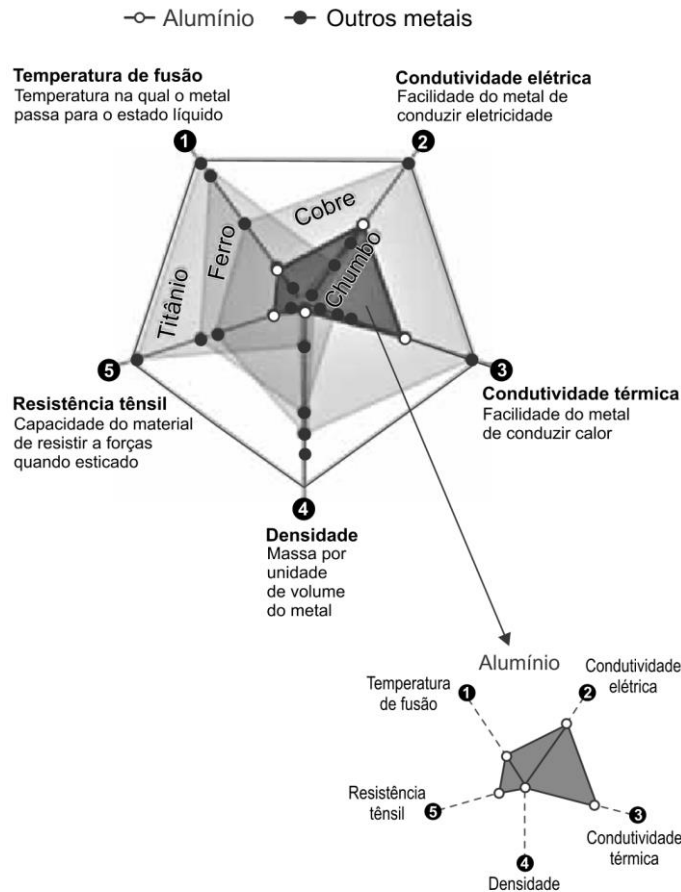 Alumínio Outros metais
Temperatura de fusão
Temperatura na qual o metal
passa para o estado líquido
1
Condutividade elétrica
Facilidade do metal de
conduzir eletricidade
2
Cobre
Chumbo
Ferro
Titânio
5
Resistência tênsil
Capacidade do material
de resistir a forças
quando esticado
3
Condutividade térmica
Facilidade do metal
de conduzir calor
4
Densidade
Massa por
unidade
de volume
do metal
Alumínio
Temperatura
de fusão
1
Condutividade
elétrica
2
Resistência
tênsil
5
3
Condutividade
térmica
4
Densidade